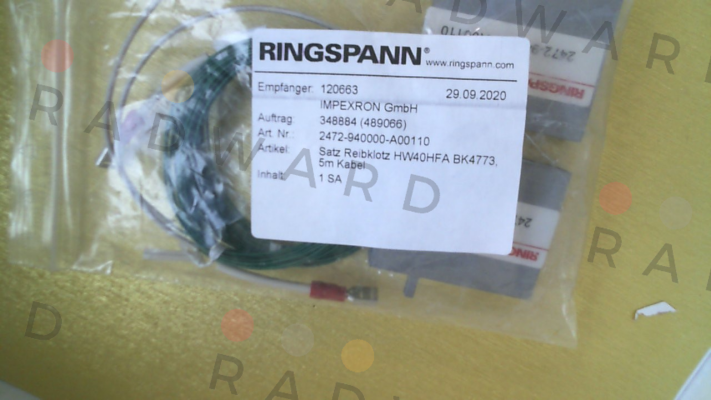 RINGSPANN® www.ringspann.com
Empfänger: 120663 29.09.2020
IMPEXRON GmbH
Auftrag: 348884 (489066)
Art. Nr.: 2472-940000-A00110
Artikel: Satz Reibklotz HW40HFA BK4773,
5m Kabel
Inhalt: 1 SA
RINGSPANN
RADWARD
RADWARD
RADWARD